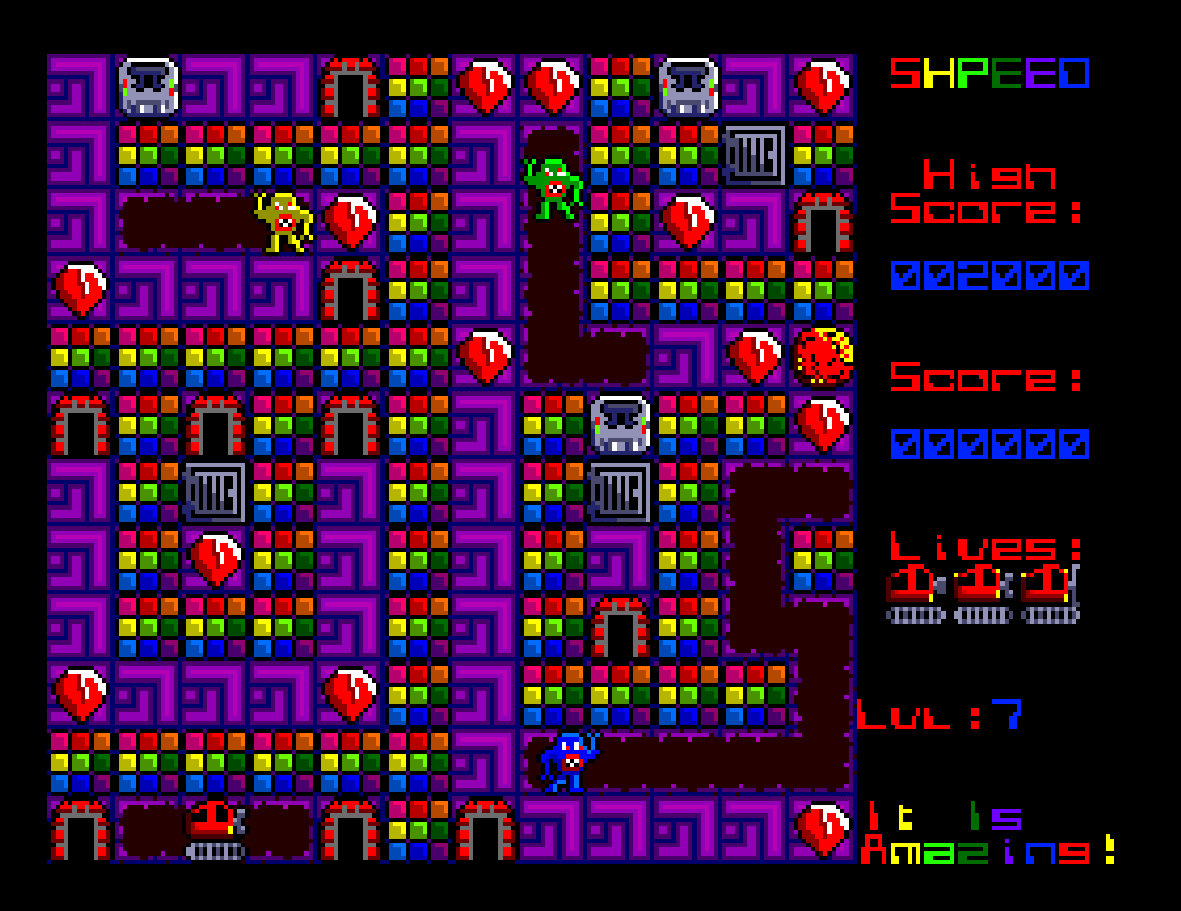 SHPEED
High
Score:
002000
Score:
000000
Lives:
Lvl:7
It is
Amazing!